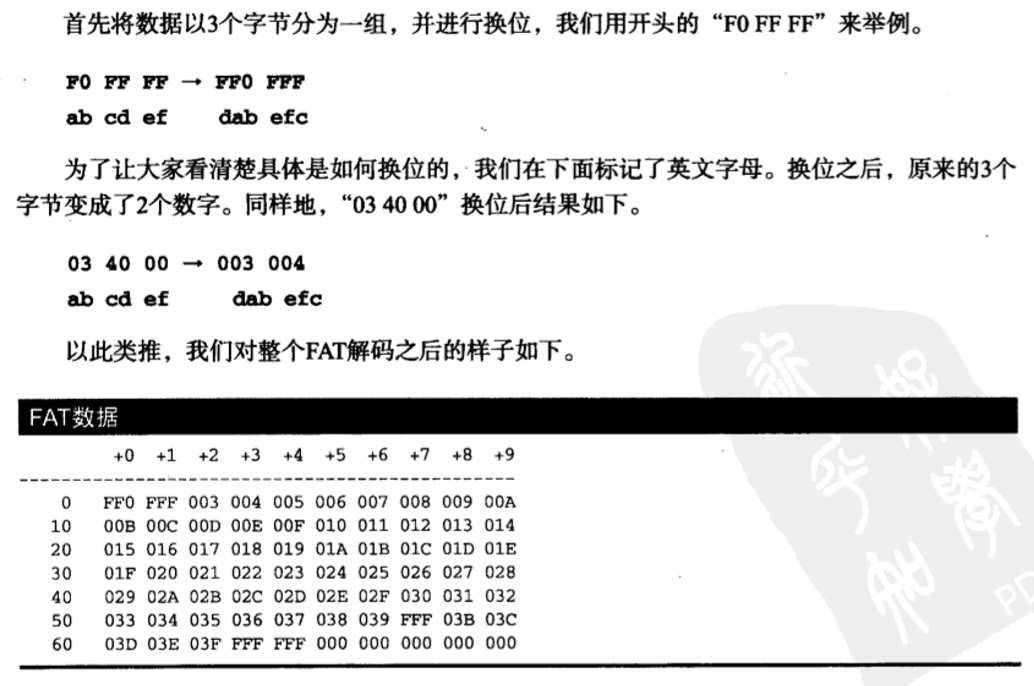 首先将数据以3个字节分为一组，并进行换位，我们用开头的“F0 FF FF”来举例。
F0 FF FF → FF0 FFF
ab cd ef dab efc
为了让大家看清楚具体是如何换位的，我们在下面标记了英文字母。换位之后，原来的3个
字节变成了2个数字。同样地，“03 40 00”换位后结果如下。
03 40 00 → 003 004
ab cd ef dab efc
以此类推，我们对整个FAT解码之后的样子如下。
FAT数据
+0 +1 +2 +3 +4 +5 +6 +7 +8 +9
0 FF0 FFF 003 004 005 006 007 008 009 00A
10 00B 00C 00D 00E 00F 010 011 012 013 014
20 015 016 017 018 019 01A 01B 01C 01D 01E
30 01F 020 021 022 023 024 025 026 027 028
40 029 02A 02B 02C 02D 02E 02F 030 031 032
50 033 034 035 036 037 038 039 FFF 03B 03C
60 03D 03E 03F FFF FFF 000 000 000 000 000
PD